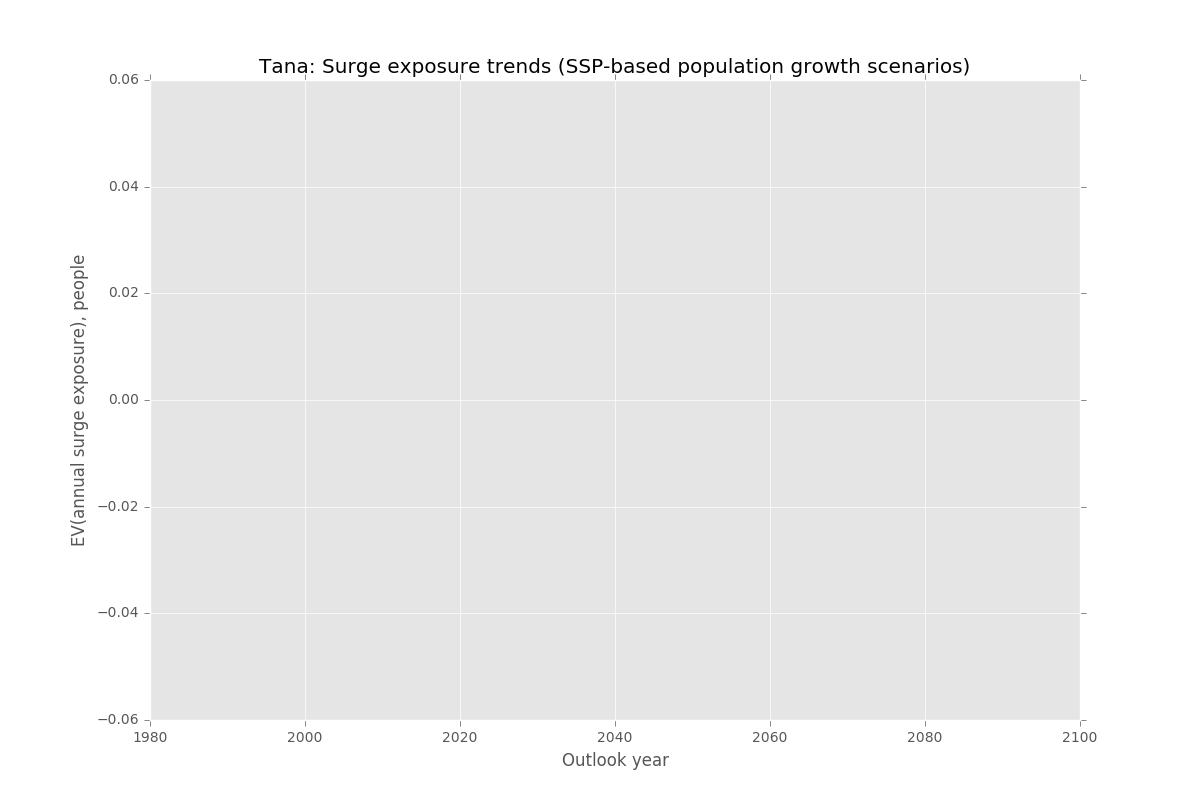 Tana: Surge exposure trends (SSP-based population growth scenarios)
0.06
0.04
0.02
0.00
−0.02
−0.04
−0.06
EV(annual surge exposure), people
1980 2000 2020 2040 2060 2080 2100
Outlook year